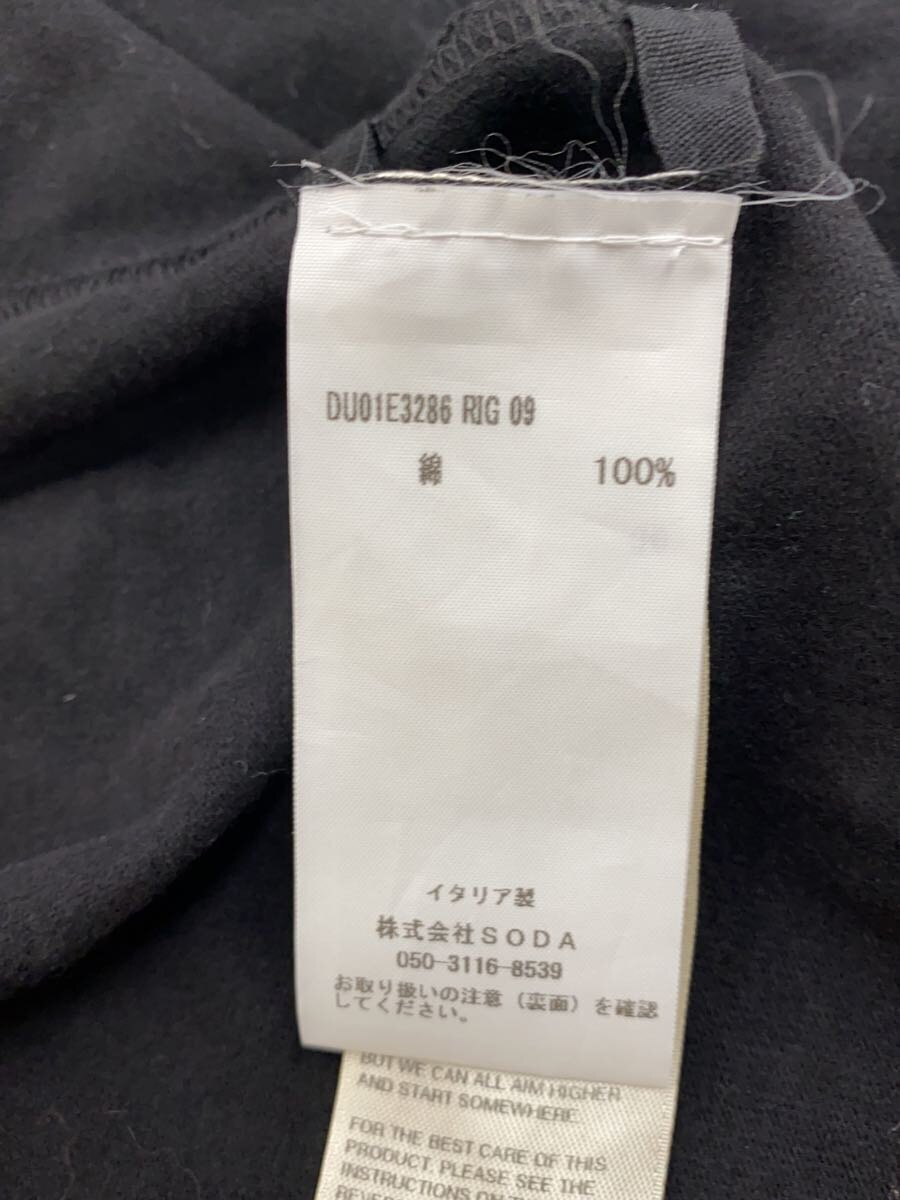 DU01E3286 RIG 09
綿 100%
イタリア製
株式会社SODA
050-3116-8539
お取り扱いの注意（裏面）を確認
してください。
BUT WE CAN ALL AIM HIGHER
AND START SOMEWHERE.
FOR THE BEST CARE OF THIS
PRODUCT, PLEASE SEE THE
INSTRUCTIONS ON